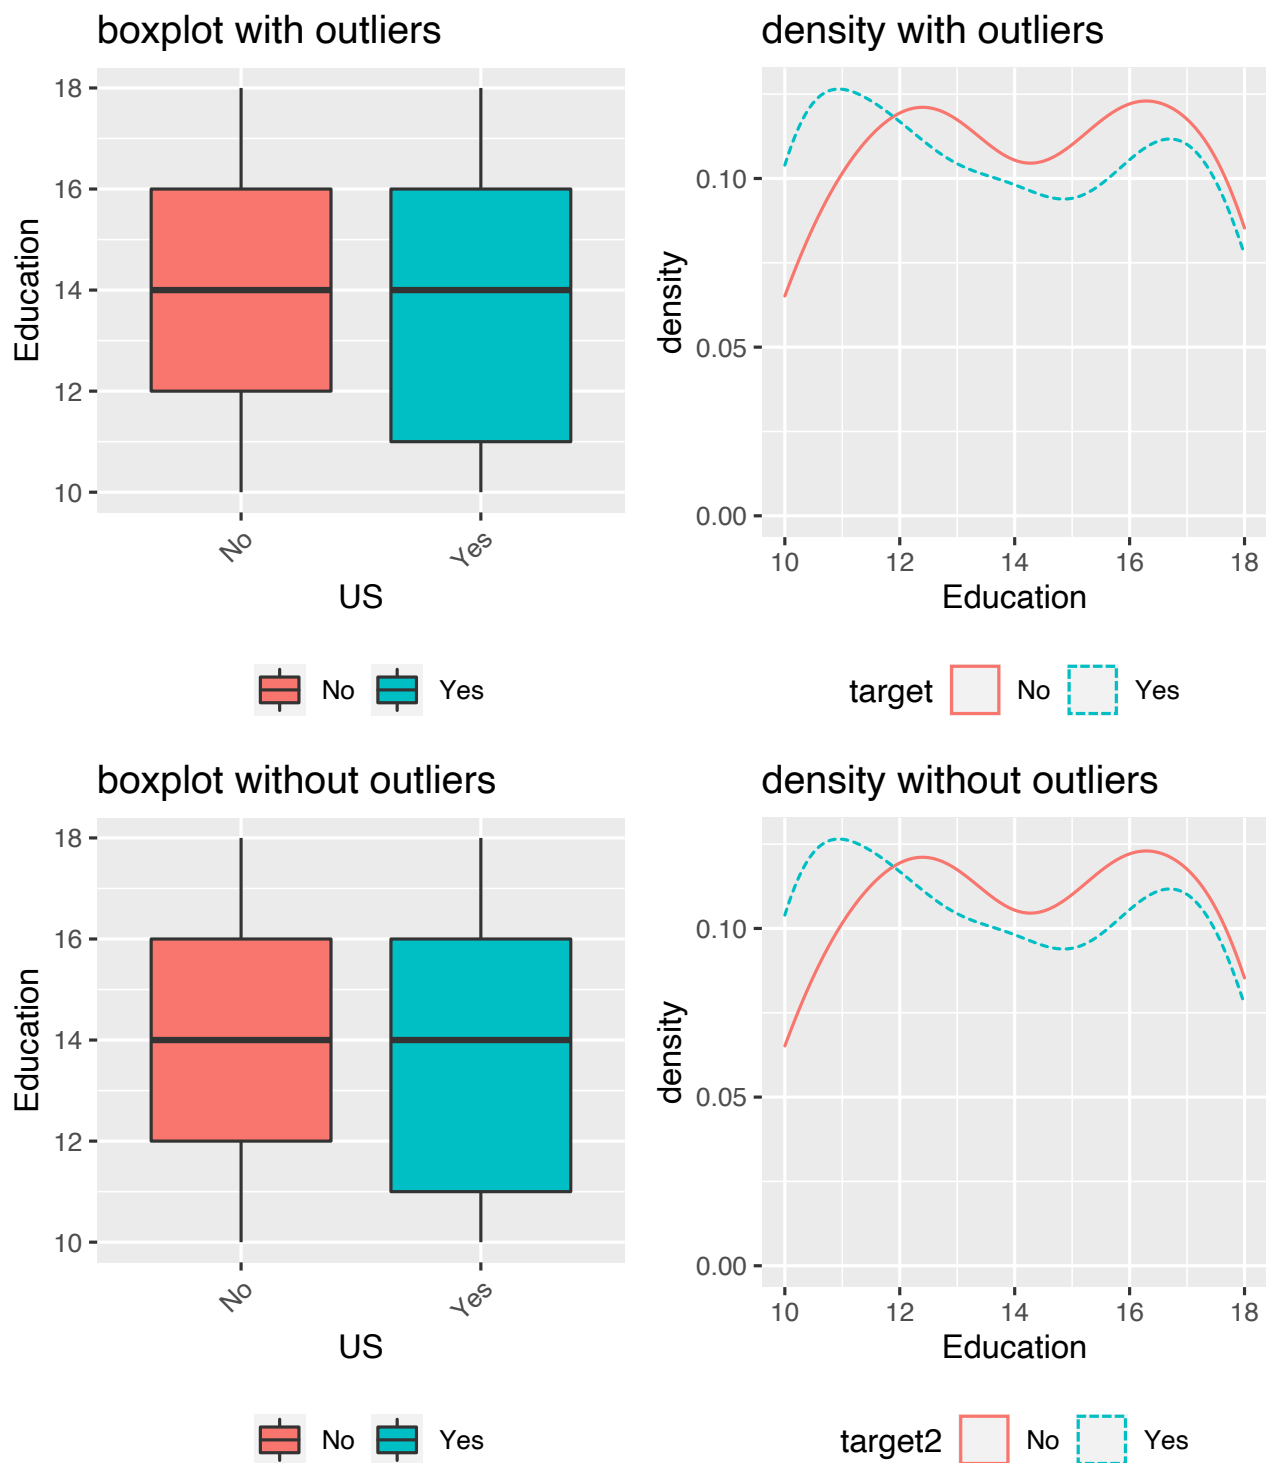 boxplot with outliers
Education
18
16
14
12
10
No
Yes
US
No Yes
density with outliers
density
0.10
0.05
0.00
10 12 14 16 18
Education
target No Yes
boxplot without outliers
Education
18
16
14
12
10
No
Yes
US
No Yes
density without outliers
density
0.10
0.05
0.00
10 12 14 16 18
Education
target2 No Yes